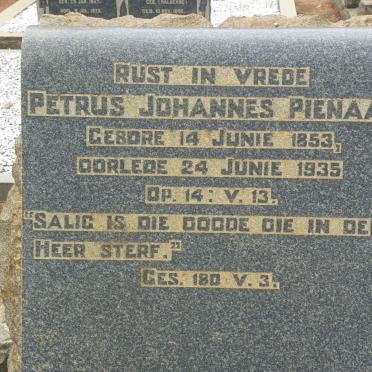 RUST IN VREDE
PETRUS JOHANNES PIENAA
GEBORE 14 JUNIE 1853,
OORLEDE 24 JUNIE 1935
OP. 14: V. 13.
"SALIG IS DIE DOODE DIE IN DE
HEER STERF."
GES. 180 V. 3.